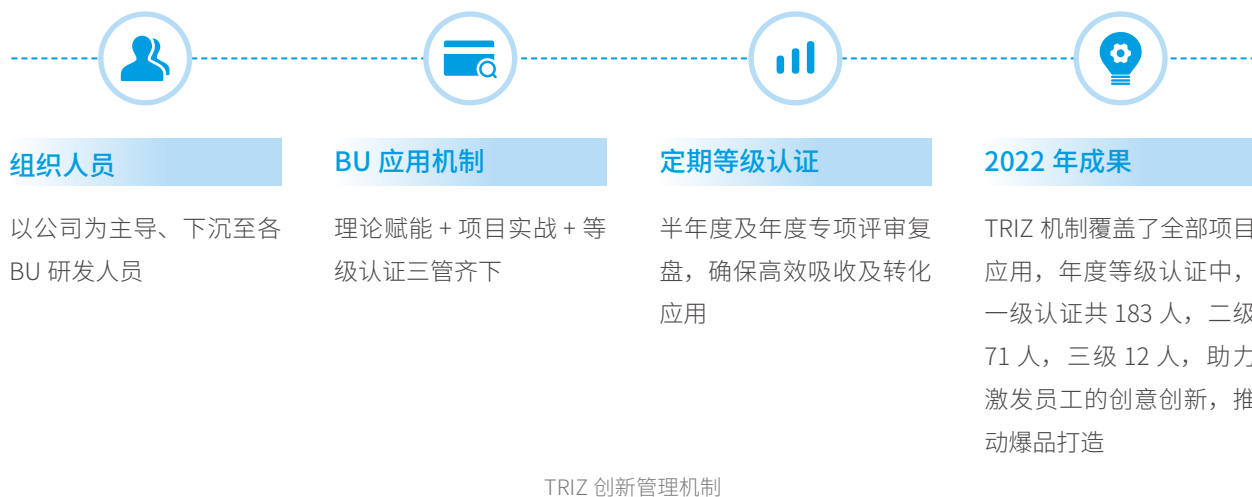 组织人员
以公司为主导、下沉至各
BU 研发人员
BU 应用机制
理论赋能 + 项目实战 + 等
级认证三管齐下
定期等级认证
半年度及年度专项评审复
盘，确保高效吸收及转化
应用
2022 年成果
TRIZ 机制覆盖了全部项目
应用，年度等级认证中，
一级认证共 183 人，二级
71 人，三级 12 人，助力
激发员工的创意创新，推
动爆品打造
TRIZ 创新管理机制